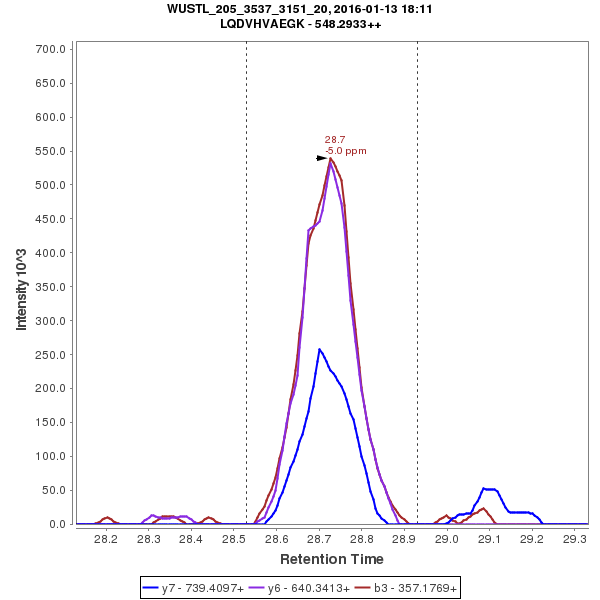 WUSTL_205_3537_3151_20, 2016-01-13 18:11
LQDVHVAEGK - 548.2933++
Intensity 10^3
700.0
650.0
600.0
550.0
500.0
450.0
400.0
350.0
300.0
250.0
200.0
150.0
100.0
50.0
0.0
28.7
-5.0 ppm
28.2 28.3 28.4 28.5 28.6 28.7 28.8 28.9 29.0 29.1 29.2 29.3
Retention Time
y7 - 739.4097+ y6 - 640.3413+ b3 - 357.1769+